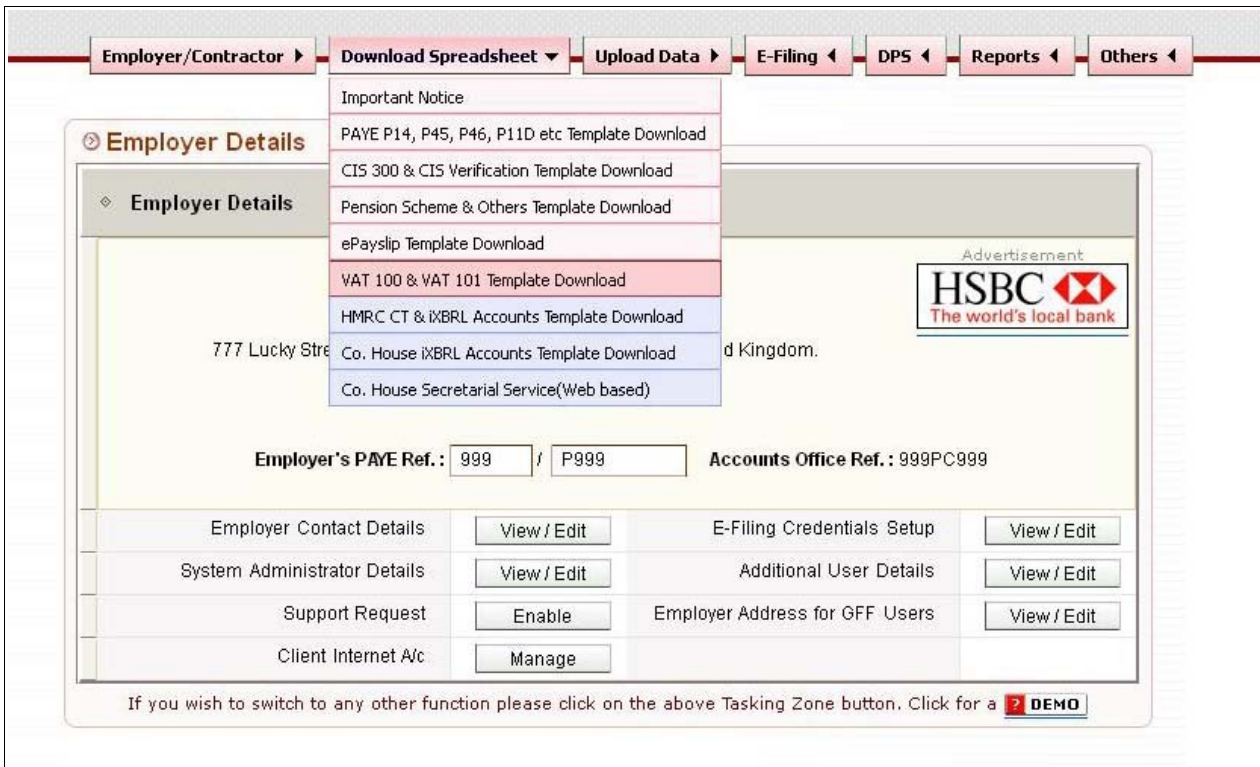 Employer/Contractor Download Spreadsheet Upload Data E-Filing DPS Reports Others
Important Notice
PAYE P14, P45, P46, P11D etc Template Download
CIS 300 & CIS Verification Template Download
Pension Scheme & Others Template Download
ePayslip Template Download
VAT 100 & VAT 101 Template Download
HMRC CT & iXBRL Accounts Template Download
Co. House iXBRL Accounts Template Download
Co. House Secretarial Service(Web based)
Employer Details
Employer Details
Advertisement
HSBC
The world's local bank
777 Lucky d Kingdom.
Employer's PAYE Ref. : 999 / P999 Accounts Office Ref. : 999PC999
Employer Contact Details View / Edit E-Filing Credentials Setup View / Edit
System Administrator Details View / Edit Additional User Details View / Edit
Support Request Enable Employer Address for GFF Users View / Edit
Client Internet A/c Manage
If you wish to switch to any other function please click on the above Tasking Zone button. Click for a ? DEMO